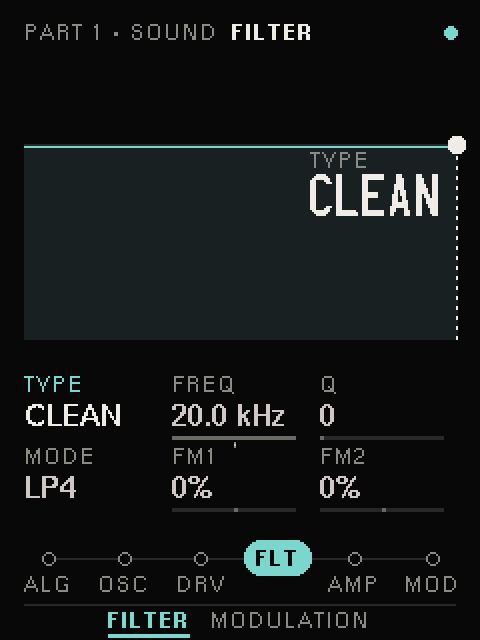 PART 1 · SOUND FILTER
TYPE
CLEAN
TYPE FREQ Q
CLEAN 20.0 kHz 0
MODE FM1 FM2
LP4 0% 0%
FLT
ALG OSC DRV AMP MOD
FILTER MODULATION